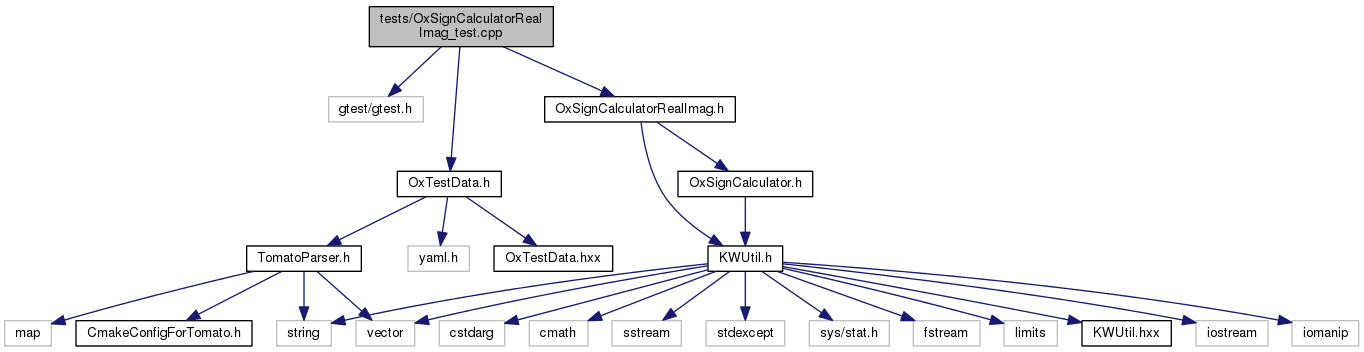 tests/OxSignCalculatorReal
Imag_test.cpp
gtest/gtest.h
OxSignCalculatorRealImag.h
OxTestData.h
OxSignCalculator.h
TomatoParser.h
yaml.h
OxTestData.hxx
KWUtil.h
map
CmakeConfigForTomato.h
string
vector
cstdarg
cmath
sstream
stdexcept
sys/stat.h
fstream
limits
KWUtil.hxx
iostream
iomanip